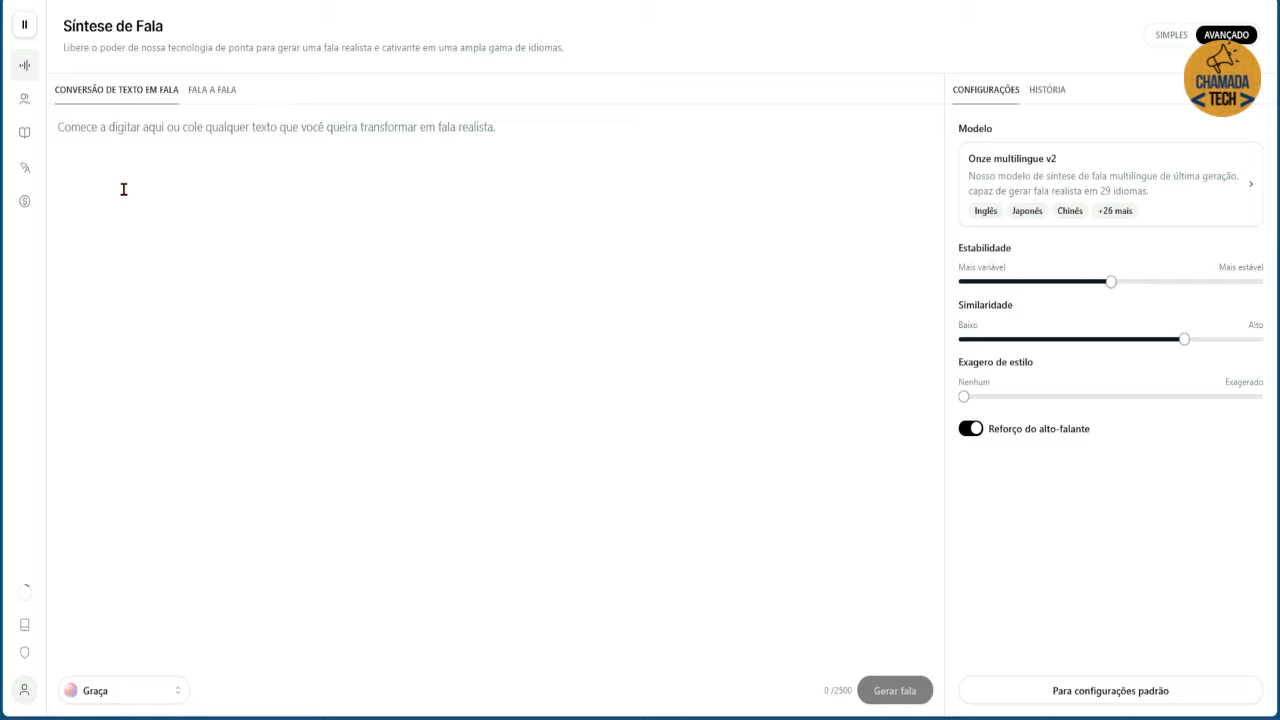 Síntese de Fala
Libere o poder de nossa tecnologia de ponta para gerar uma fala realista e cativante em uma ampla gama de idiomas.
SIMPLES AVANÇADO
CHAMADA
< TECH >
CONVERSÃO DE TEXTO EM FALA FALA A FALA
CONFIGURAÇÕES HISTÓRIA
Comece a digitar aqui ou cole qualquer texto que você queira transformar em fala realista.
Modelo
Onze multilingue v2
Nosso modelo de síntese de fala multilíngue de última geração,
capaz de gerar fala realista em 29 idiomas.
Inglês Japonês Chinês +26 mais
Estabilidade
Mais variável Mais estável
Similaridade
Baixo Alto
Exagero de estilo
Nenhum Exagerado
Reforço do alto-falante
Graça
0 /2500 Gerar fala
Para configurações padrão